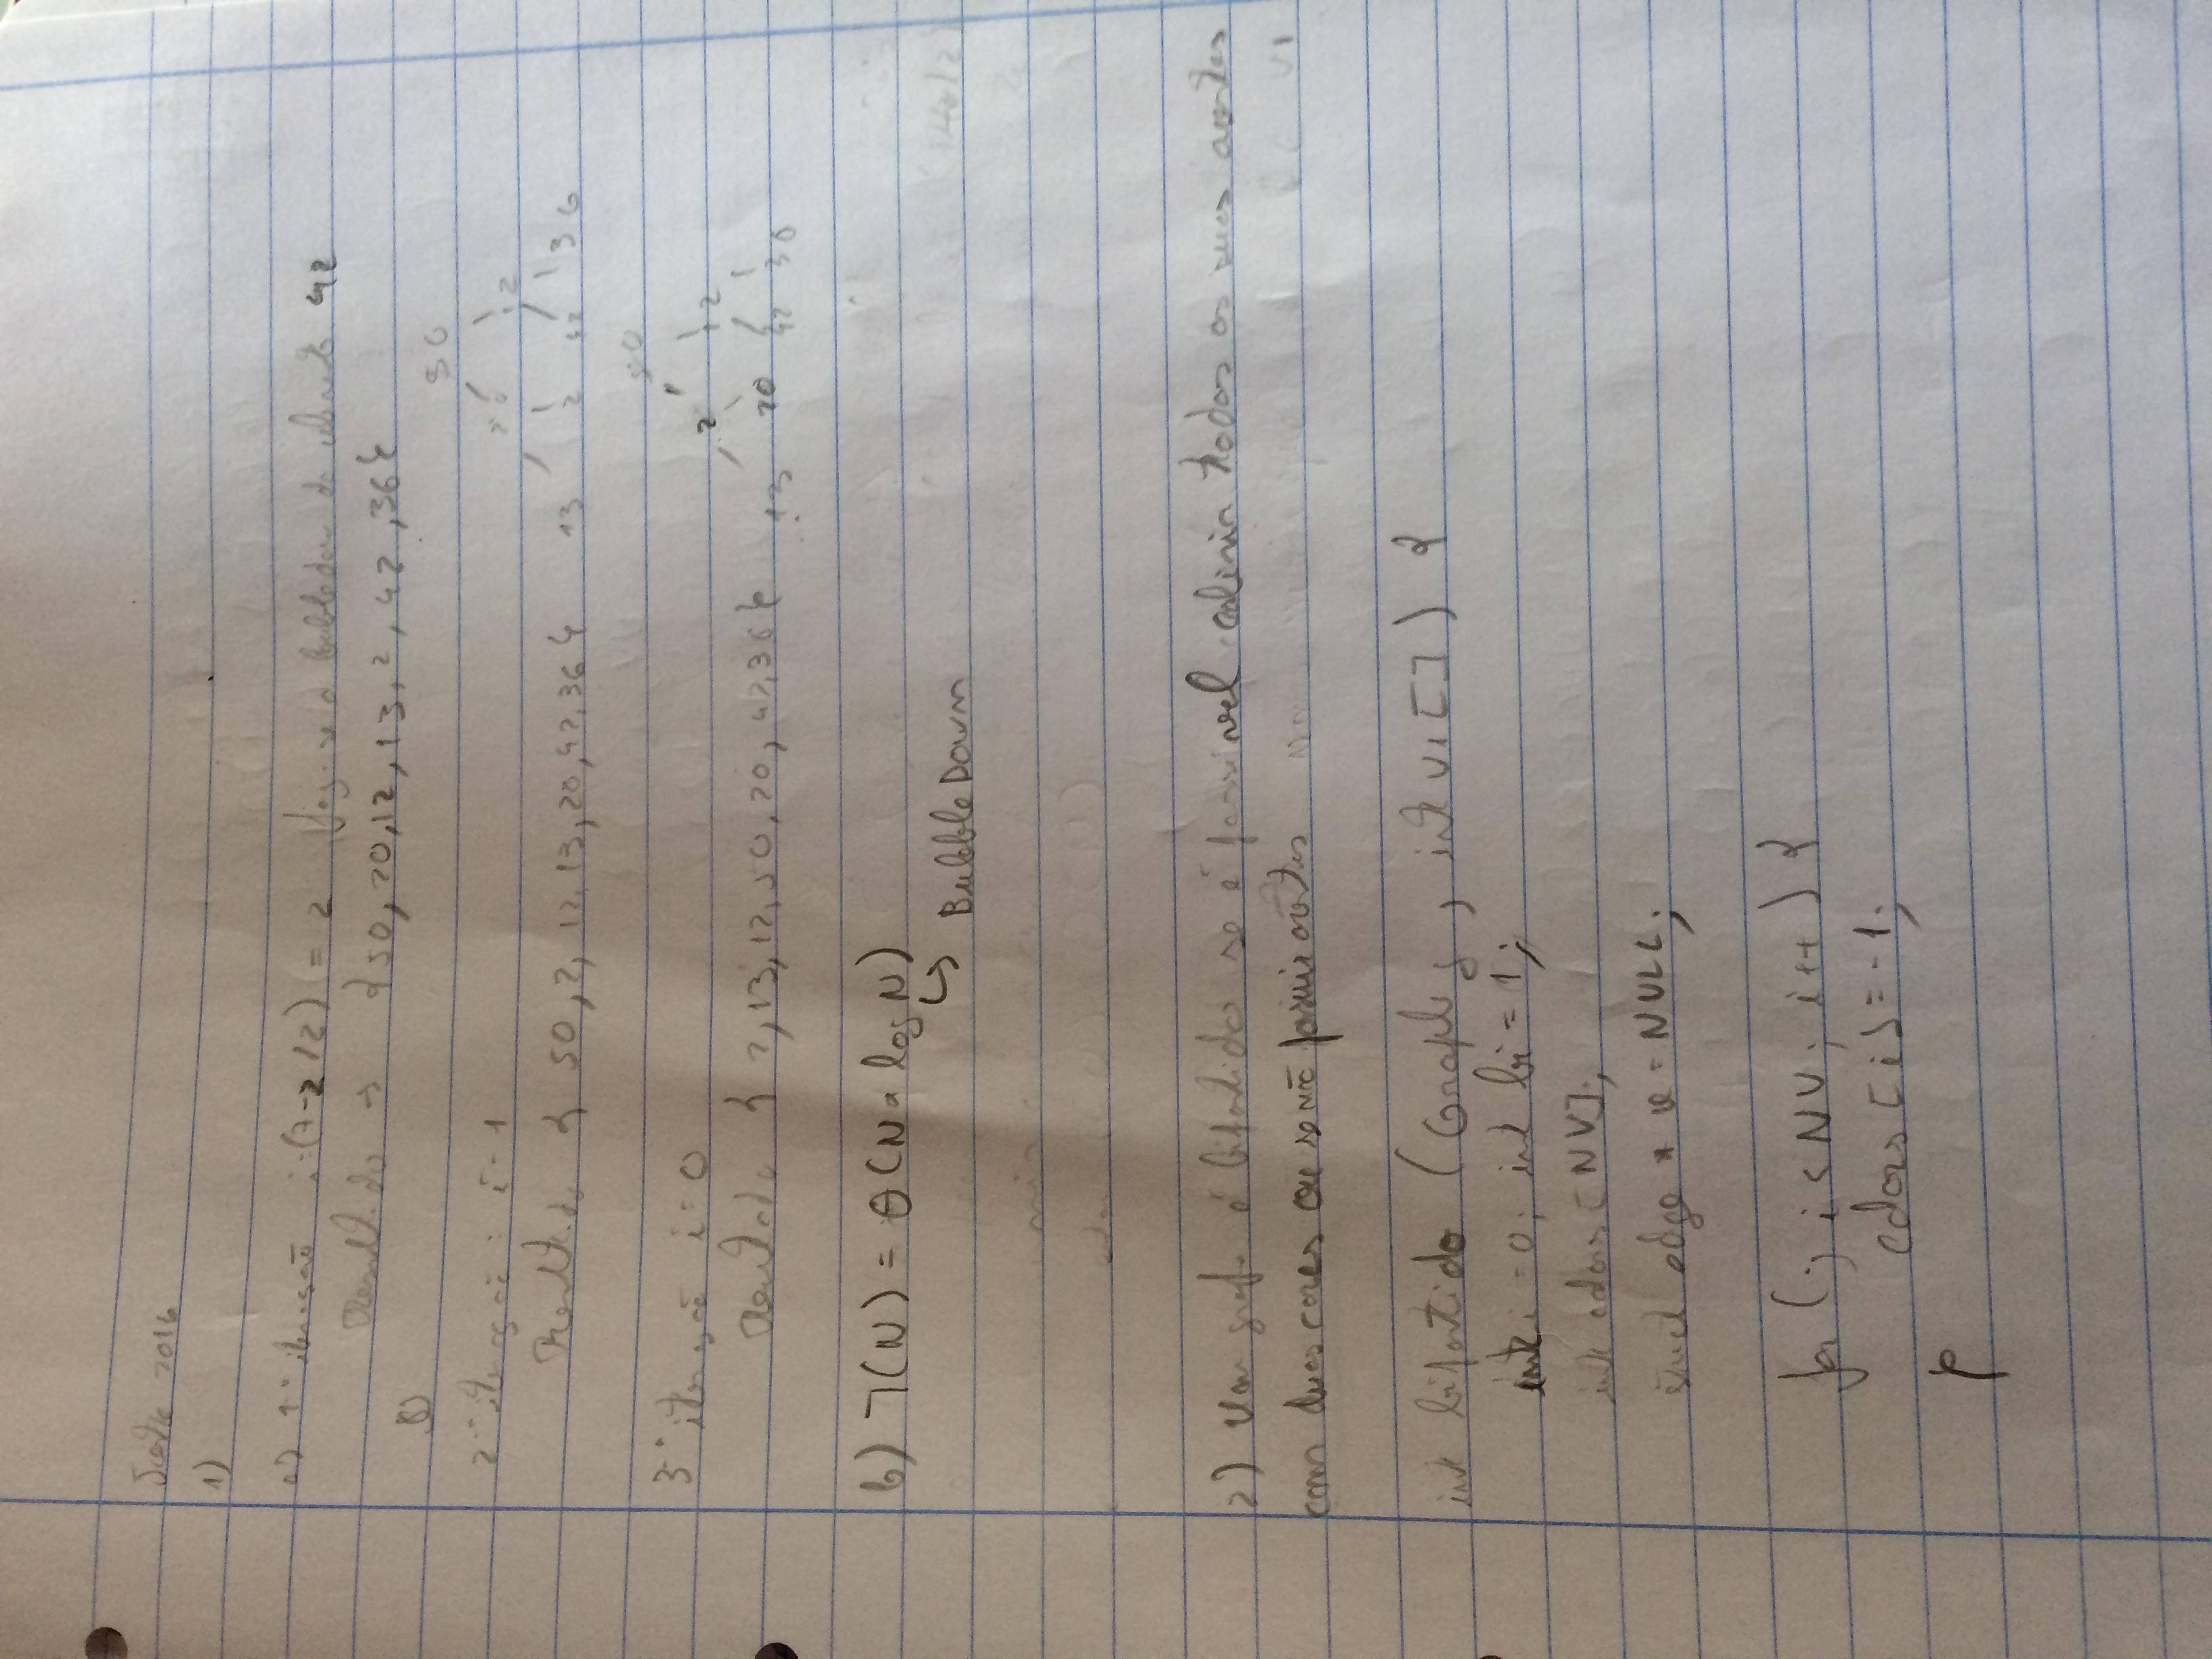 Teste 2016
1)
a) 1ª iteração i=(7-2/2) = 2 faz-se o bubbledown do elemento 42
Resultado → {50, 20, 12, 13, 2, 42, 36}
2ª iteração: i=1
50
20 12
Resultado { 50, 2, 12, 13, 20, 42, 36 } 13 2 42 36
50
3ª iteração i=0
2 12
Resultado { 2, 13, 12, 50, 20, 42, 36} 13 20 42 36
b) T(N) = Θ(N * log N)
↳ BubbleDown
2) Um grafo é bipartido se é possivel colorir todos os seus
com duas cores ou se não possuir
int bipartido (Graph g, int V1[]) {
int i = 0; int bi = 1;
int colors [NV];
struct edge * e = NULL;
for (; i < NV; i++) {
colors [i] = -1;
}